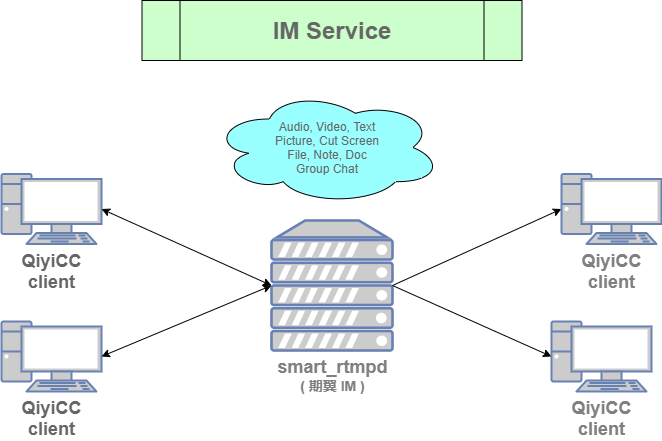 IM Service
Audio, Video, Text
Picture, Cut Screen
File, Note, Doc
Group Chat
QiyiCC
client
QiyiCC
client
smart_rtmpd
( 期翼 IM )
QiyiCC
client
QiyiCC
client